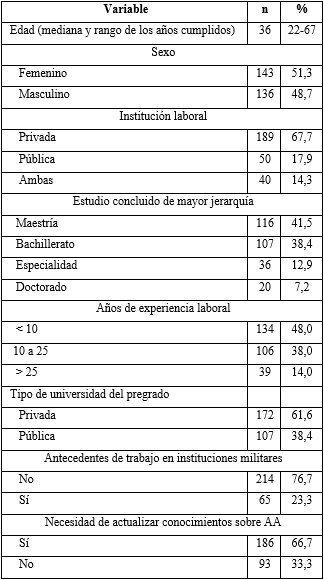 Variable n %
Edad (mediana y rango de los años cumplidos) 36 22-67
Sexo
Femenino 143 51,3
Masculino 136 48,7
Institución laboral
Privada 189 67,7
Pública 50 17,9
Ambas 40 14,3
Estudio concluido de mayor jerarquía
Maestría 116 41,5
Bachillerato 107 38,4
Especialidad 36 12,9
Doctorado 20 7,2
Años de experiencia laboral
< 10 134 48,0
10 a 25 106 38,0
> 25 39 14,0
Tipo de universidad del pregrado
Privada 172 61,6
Pública 107 38,4
Antecedentes de trabajo en instituciones militares
No 214 76,7
Sí 65 23,3
Necesidad de actualizar conocimientos sobre AA
Sí 186 66,7
No 93 33,3